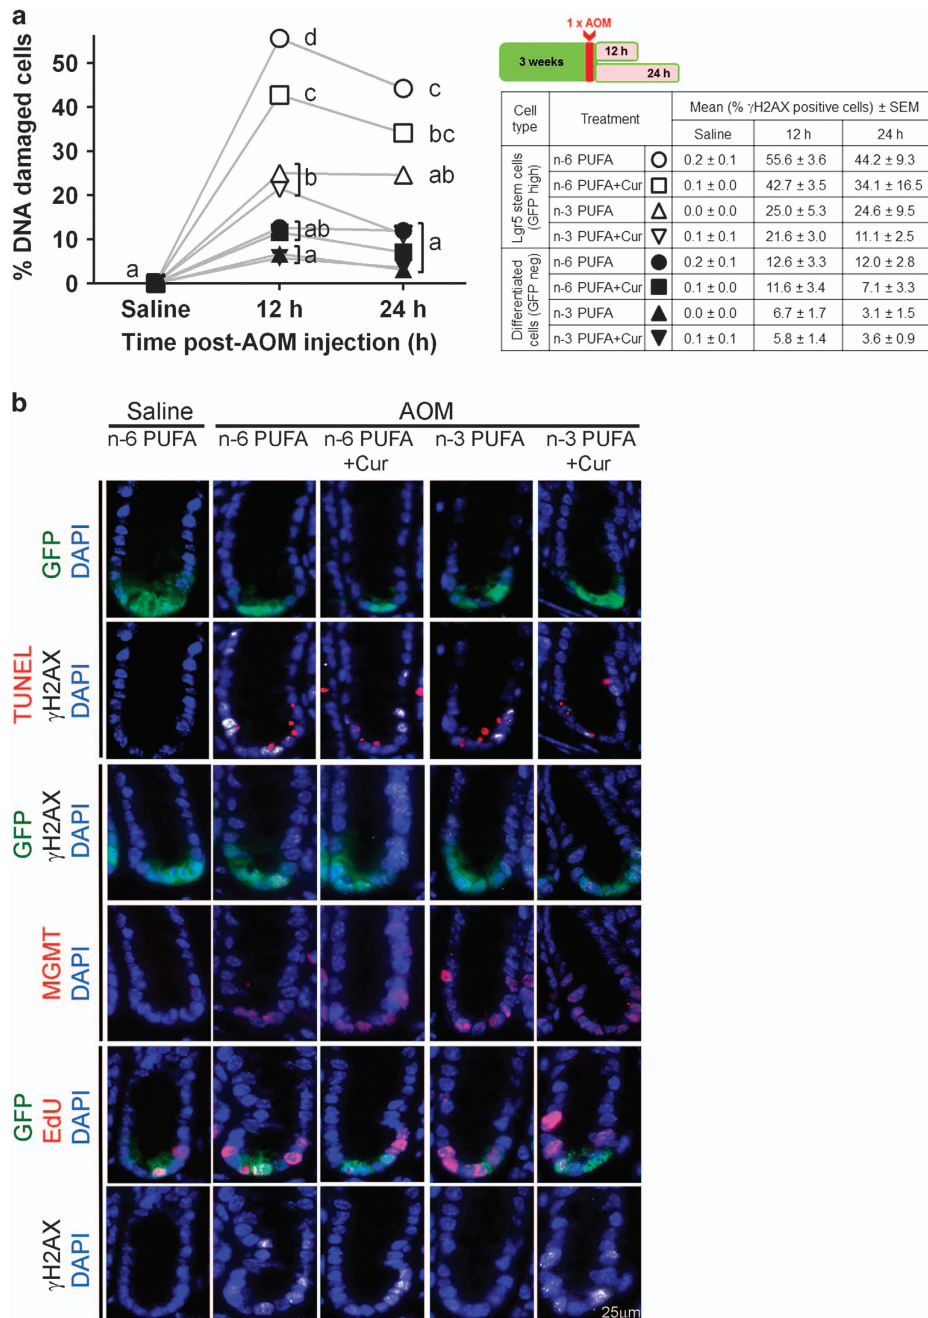 a
% DNA damaged cells
50
40
30
20
10
0
a
d
c
b
ab
a
c
bc
ab
a
Saline
12 h
24 h
Time post-AOM injection (h)
1 x AOM
3 weeks
12 h
24 h
Cell type
Treatment
Mean (% γH2AX positive cells) ± SEM
Saline
12 h
24 h
Lgr5 stem cells (GFP high)
n-6 PUFA 0.2 ± 0.1 55.6 ± 3.6 44.2 ± 9.3
n-6 PUFA+Cur 0.1 ± 0.0 42.7 ± 3.5 34.1 ± 16.5
n-3 PUFA 0.0 ± 0.0 25.0 ± 5.3 24.6 ± 9.5
n-3 PUFA+Cur 0.1 ± 0.1 21.6 ± 3.0 11.1 ± 2.5
Differentiated cells (GFP neg)
n-6 PUFA 0.2 ± 0.1 12.6 ± 3.3 12.0 ± 2.8
n-6 PUFA+Cur 0.1 ± 0.0 11.6 ± 3.4 7.1 ± 3.3
n-3 PUFA 0.0 ± 0.0 6.7 ± 1.7 3.1 ± 1.5
n-3 PUFA+Cur 0.1 ± 0.1 5.8 ± 1.4 3.6 ± 0.9
b
Saline
AOM
n-6 PUFA
n-6 PUFA
n-6 PUFA
+Cur
n-3 PUFA
n-3 PUFA
+Cur
GFP
DAPI
TUNEL
γH2AX
DAPI
GFP
γH2AX
DAPI
MGMT
DAPI
GFP
EdU
DAPI
γH2AX
DAPI
25µm